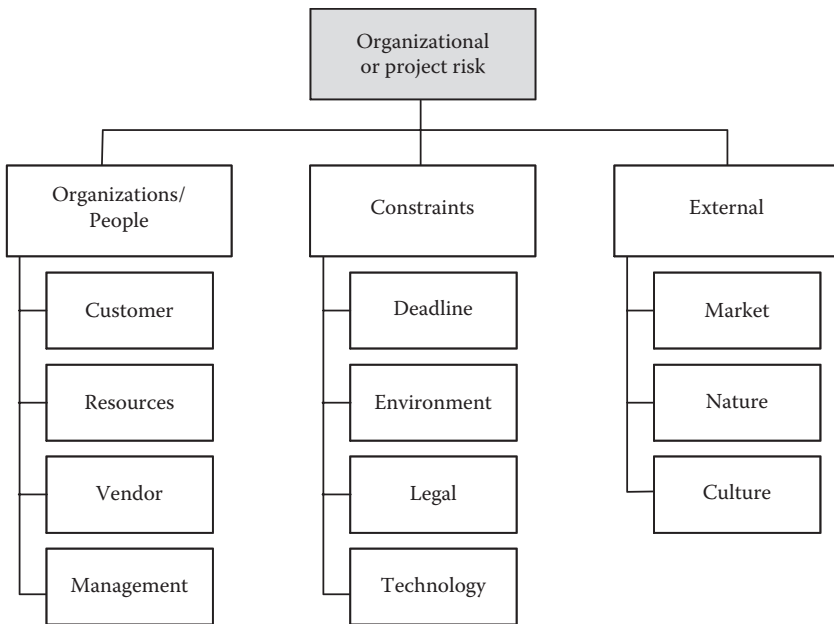 Organizational
or project risk
Organizations/
People
Constraints
External
Customer
Deadline
Market
Resources
Environment
Nature
Vendor
Legal
Culture
Management
Technology